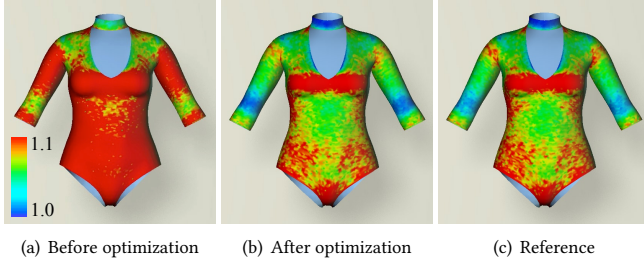 1.1
1.0
(a) Before optimization
(b) After optimization
(c) Reference